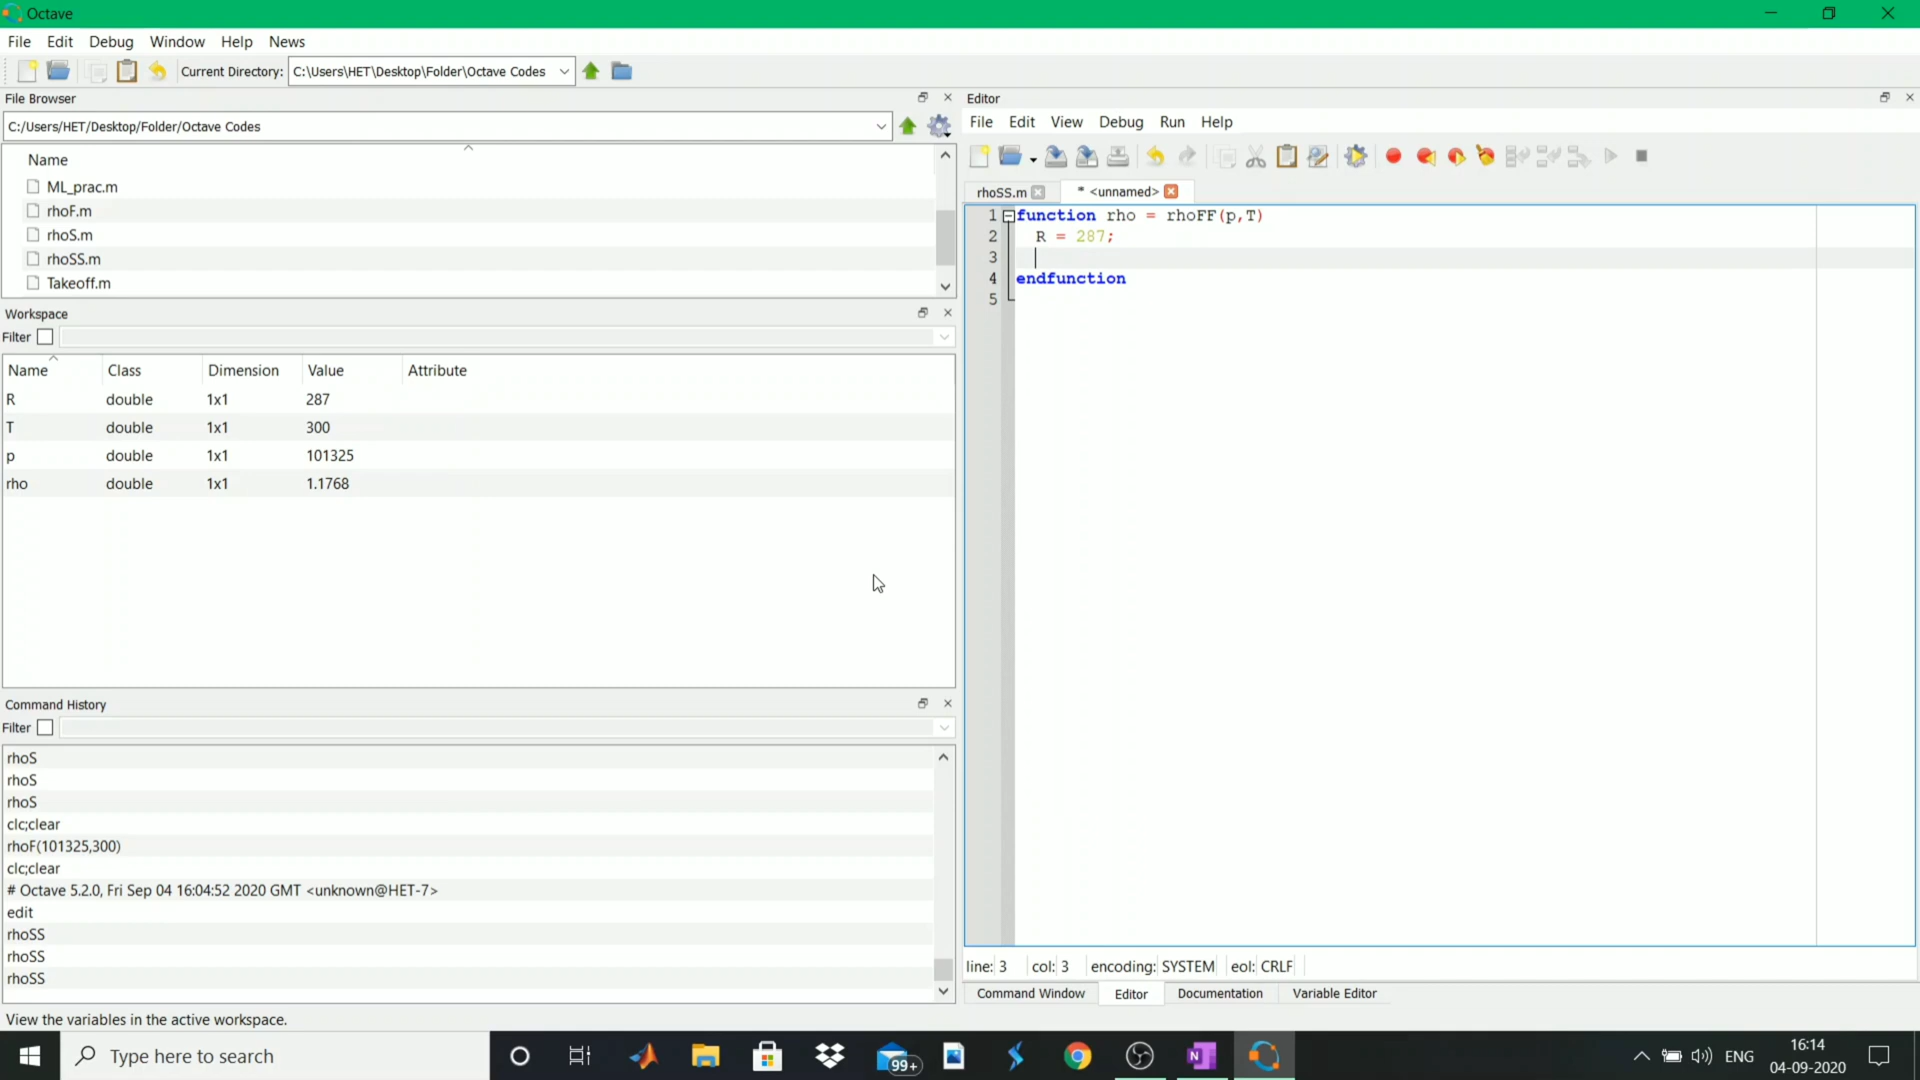 Octave
File Edit Debug Window Help News
Current Directory: C:\Users\HET\Desktop\Folder\Octave Codes
File Browser
C:/Users/HET/Desktop/Folder/Octave Codes
Name
ML_prac.m
rhoF.m
rhoS.m
rhoSS.m
Takeoff.m
Workspace
Filter
Name Class Dimension Value Attribute
R double 1x1 287
T double 1x1 300
p double 1x1 101325
rho double 1x1 1.1768
Command History
Filter
rhoS
rhoS
rhoS
clc;clear
rhoF(101325,300)
clc;clear
# Octave 5.2.0, Fri Sep 04 16:04:52 2020 GMT <unknown@HET-7>
edit
rhoSS
rhoSS
rhoSS
View the variables in the active workspace.
Editor
File Edit View Debug Run Help
rhoSS.m * <unnamed>
1 function rho = rhoFF(p,T)
2 R = 287;
3
4 endfunction
5
line: 3 col: 3 encoding: SYSTEM eol: CRLF
Command Window Editor Documentation Variable Editor
Type here to search
99+
N
ENG
16:14
04-09-2020